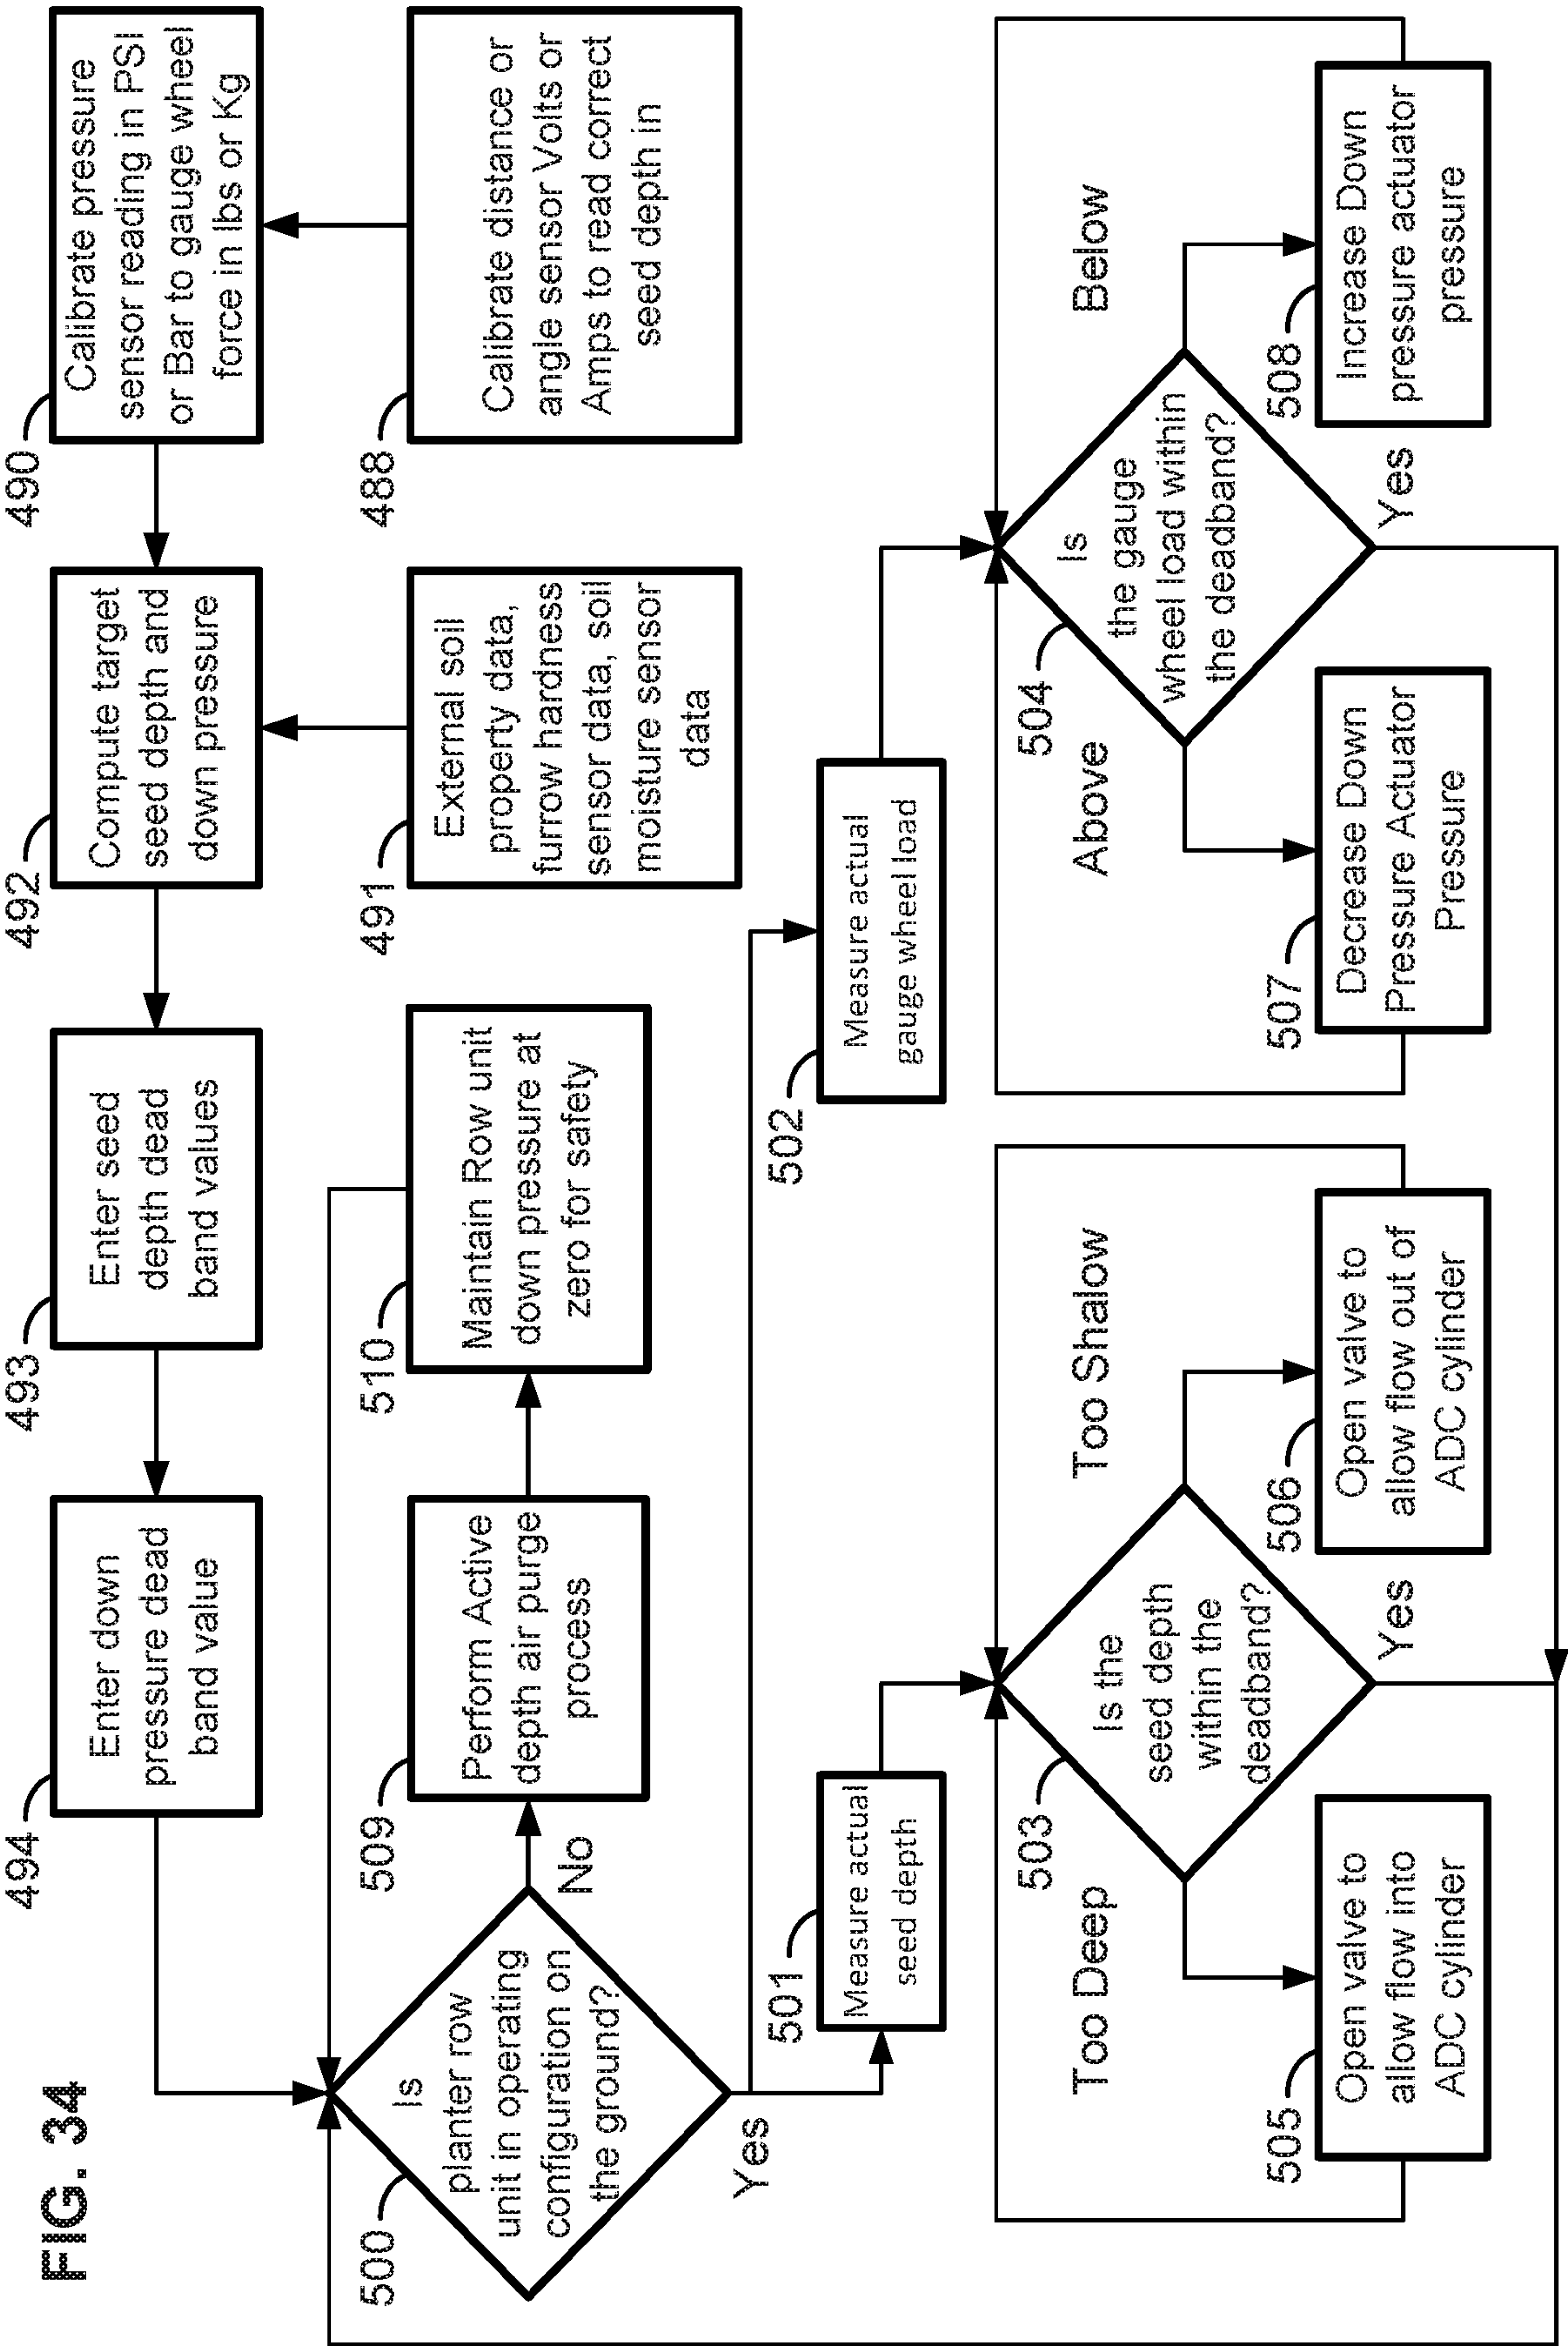 FIG. 34
494
Enter down
pressure dead
band value
493
Enter seed
depth dead
band values
492
Compute target
seed depth and
down pressure
490
Calibrate pressure
sensor reading in PSI
or Bar to gauge wheel
force in lbs or Kg
500
Is
planter row
unit in operating
configuration on
the ground?
No
Yes
509
Perform Active
depth air purge
process
510
Maintain Row unit
down pressure at
zero for safety
491
External soil
property data,
furrow hardness
sensor data, soil
moisture sensor
data
488
Calibrate distance or
angle sensor Volts or
Amps to read correct
seed depth in
501
Measure actual
seed depth
502
Measure actual
gauge wheel load
Too Deep
503
Is the
seed depth
within the
deadband?
Too Shalow
Yes
505
Open valve to
allow flow into
ADC cylinder
506
Open valve to
allow flow out of
ADC cylinder
Above
504
Is
the gauge
wheel load within
the deadband?
Below
Yes
507
Decrease Down
Pressure Actuator
Pressure
508
Increase Down
pressure actuator
pressure